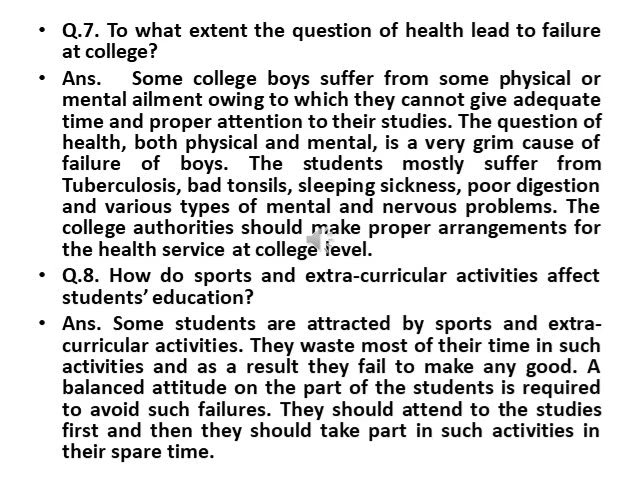 • Q.7. To what extent the question of health lead to failure
at college?
• Ans. Some college boys suffer from some physical or
mental ailment owing to which they cannot give adequate
time and proper attention to their studies. The question of
health, both physical and mental, is a very grim cause of
failure of boys. The students mostly suffer from
Tuberculosis, bad tonsils, sleeping sickness, poor digestion
and various types of mental and nervous problems. The
college authorities should make proper arrangements for
the health service at college level.
• Q.8. How do sports and extra-curricular activities affect
students’ education?
• Ans. Some students are attracted by sports and extra-
curricular activities. They waste most of their time in such
activities and as a result they fail to make any good. A
balanced attitude on the part of the students is required
to avoid such failures. They should attend to the studies
first and then they should take part in such activities in
their spare time.